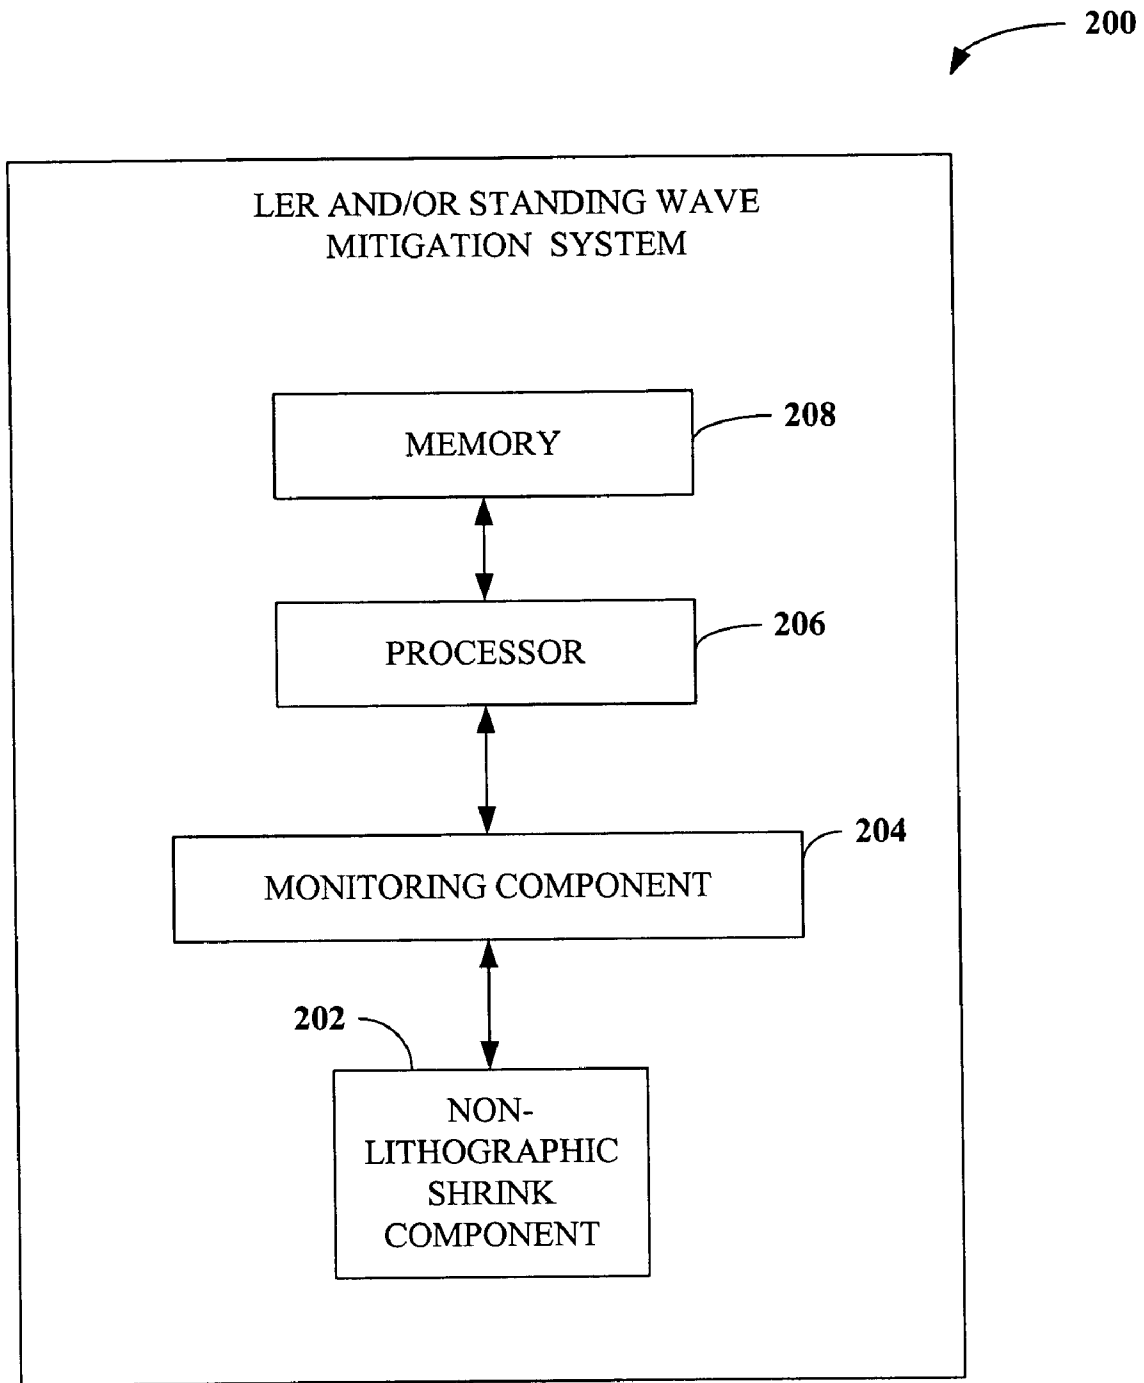 200
LER AND/OR STANDING WAVE
MITIGATION SYSTEM
MEMORY
208
PROCESSOR
206
MONITORING COMPONENT
204
202
NON-
LITHOGRAPHIC
SHRINK
COMPONENT